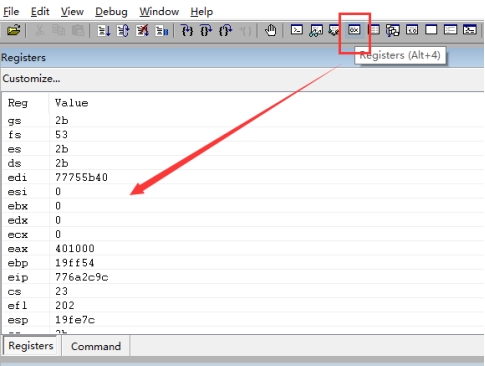 File Edit View Debug Window Help
Registers (Alt+4)
Registers
Customize...
Reg Value
gs 2b
fs 53
es 2b
ds 2b
edi 77755b40
esi 0
ebx 0
edx 0
ecx 0
eax 401000
ebp 19ff54
eip 776a2c9c
cs 23
efl 202
esp 19fe7c
Registers Command